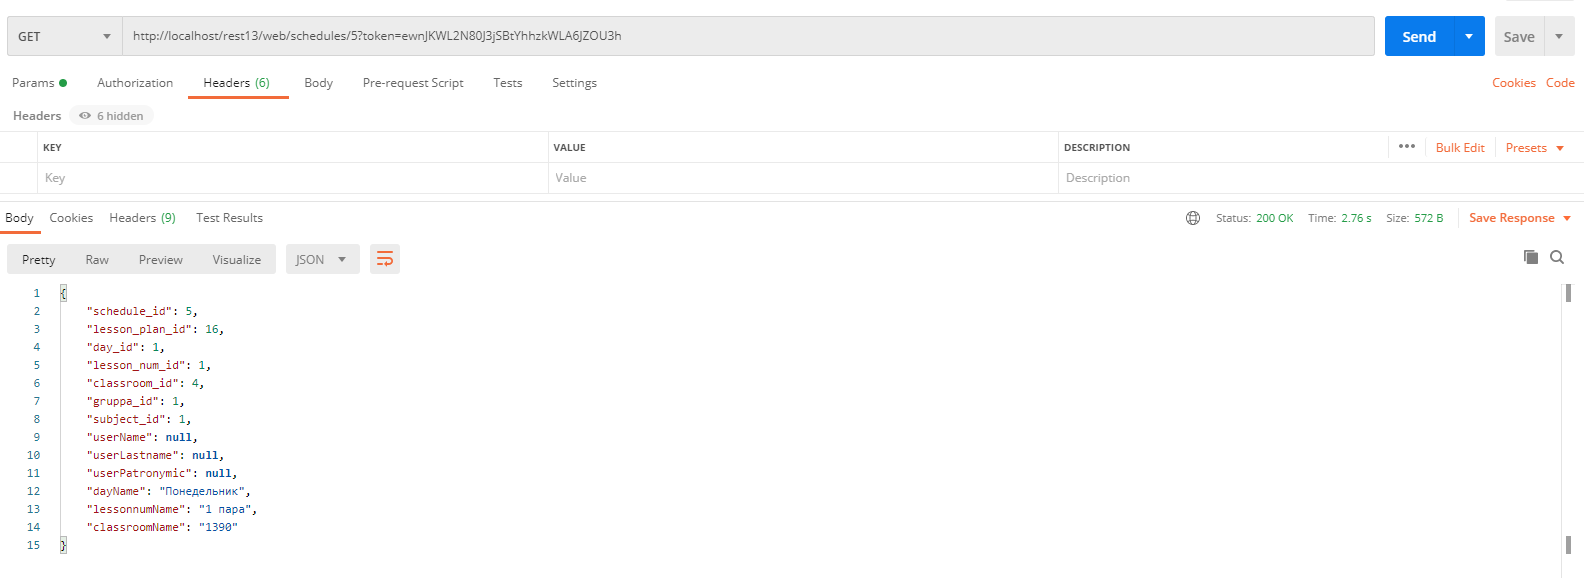 GET http://localhost/rest13/web/schedules/5?token=ewnJKWL2N80J3jSBtYhhzkWLA6JZOU3h Send Save
Params Authorization Headers (6) Body Pre-request Script Tests Settings Cookies Code
Headers 6 hidden
KEY VALUE DESCRIPTION ••• Bulk Edit Presets
Key Value Description
Body Cookies Headers (9) Test Results Status: 200 OK Time: 2.76 s Size: 572 B Save Response
Pretty Raw Preview Visualize JSON
1 {
2 "schedule_id": 5,
3 "lesson_plan_id": 16,
4 "day_id": 1,
5 "lesson_num_id": 1,
6 "classroom_id": 4,
7 "gruppa_id": 1,
8 "subject_id": 1,
9 "userName": null,
10 "userLastname": null,
11 "userPatronymic": null,
12 "dayName": "Понедельник",
13 "lessonnumName": "1 пара",
14 "classroomName": "1390"
15 }